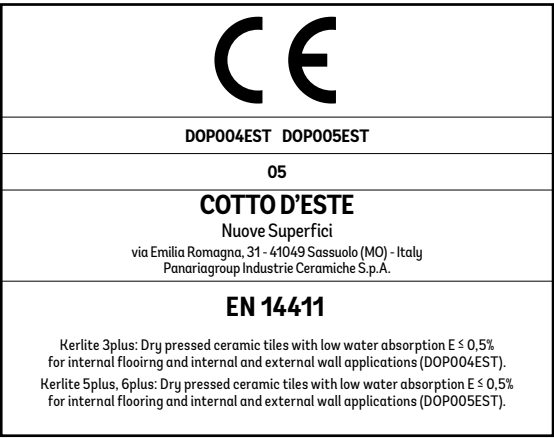 CE
DOP004EST DOP005EST
05
COTTO D'ESTE
Nuove Superfici
via Emilia Romagna, 31 - 41049 Sassuolo (MO) - Italy
Panariagroup Industrie Ceramiche S.p.A.
EN 14411
Kerlite 3plus: Dry pressed ceramic tiles with low water absorption E ≤ 0,5%
for internal flooirng and internal and external wall applications (DOP004EST).
Kerlite 5plus, 6plus: Dry pressed ceramic tiles with low water absorption E ≤ 0,5%
for internal flooring and internal and external wall applications (DOP005EST).